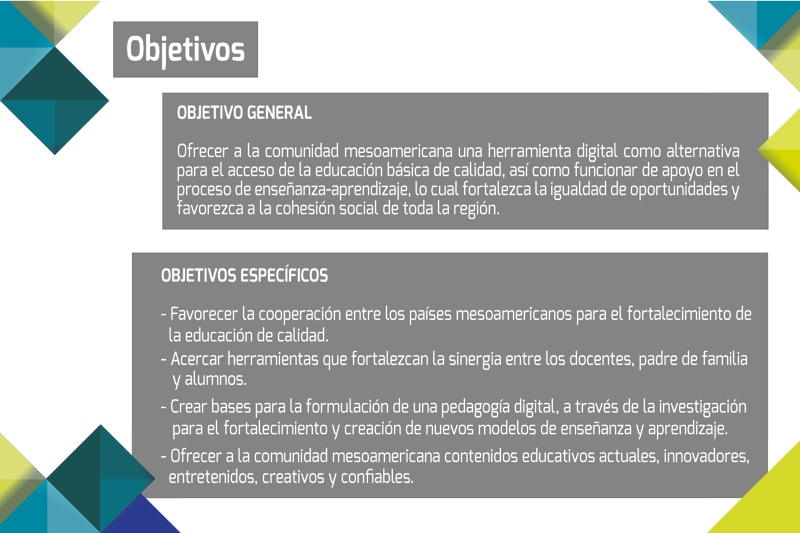 Objetivos
OBJETIVO GENERAL
Ofrecer a la comunidad mesoamericana una herramienta digital como alternativa
para el acceso de la educación básica de calidad, así como funcionar de apoyo en el
proceso de enseñanza-aprendizaje, lo cual fortalezca la igualdad de oportunidades y
favorezca a la cohesión social de toda la región.
OBJETIVOS ESPECÍFICOS
- Favorecer la cooperación entre los países mesoamericanos para el fortalecimiento de
la educación de calidad.
- Acercar herramientas que fortalezcan la sinergia entre los docentes, padre de familia
y alumnos.
- Crear bases para la formulación de una pedagogía digital, a través de la investigación
para el fortalecimiento y creación de nuevos modelos de enseñanza y aprendizaje.
- Ofrecer a la comunidad mesoamericana contenidos educativos actuales, innovadores,
entretenidos, creativos y confiables.